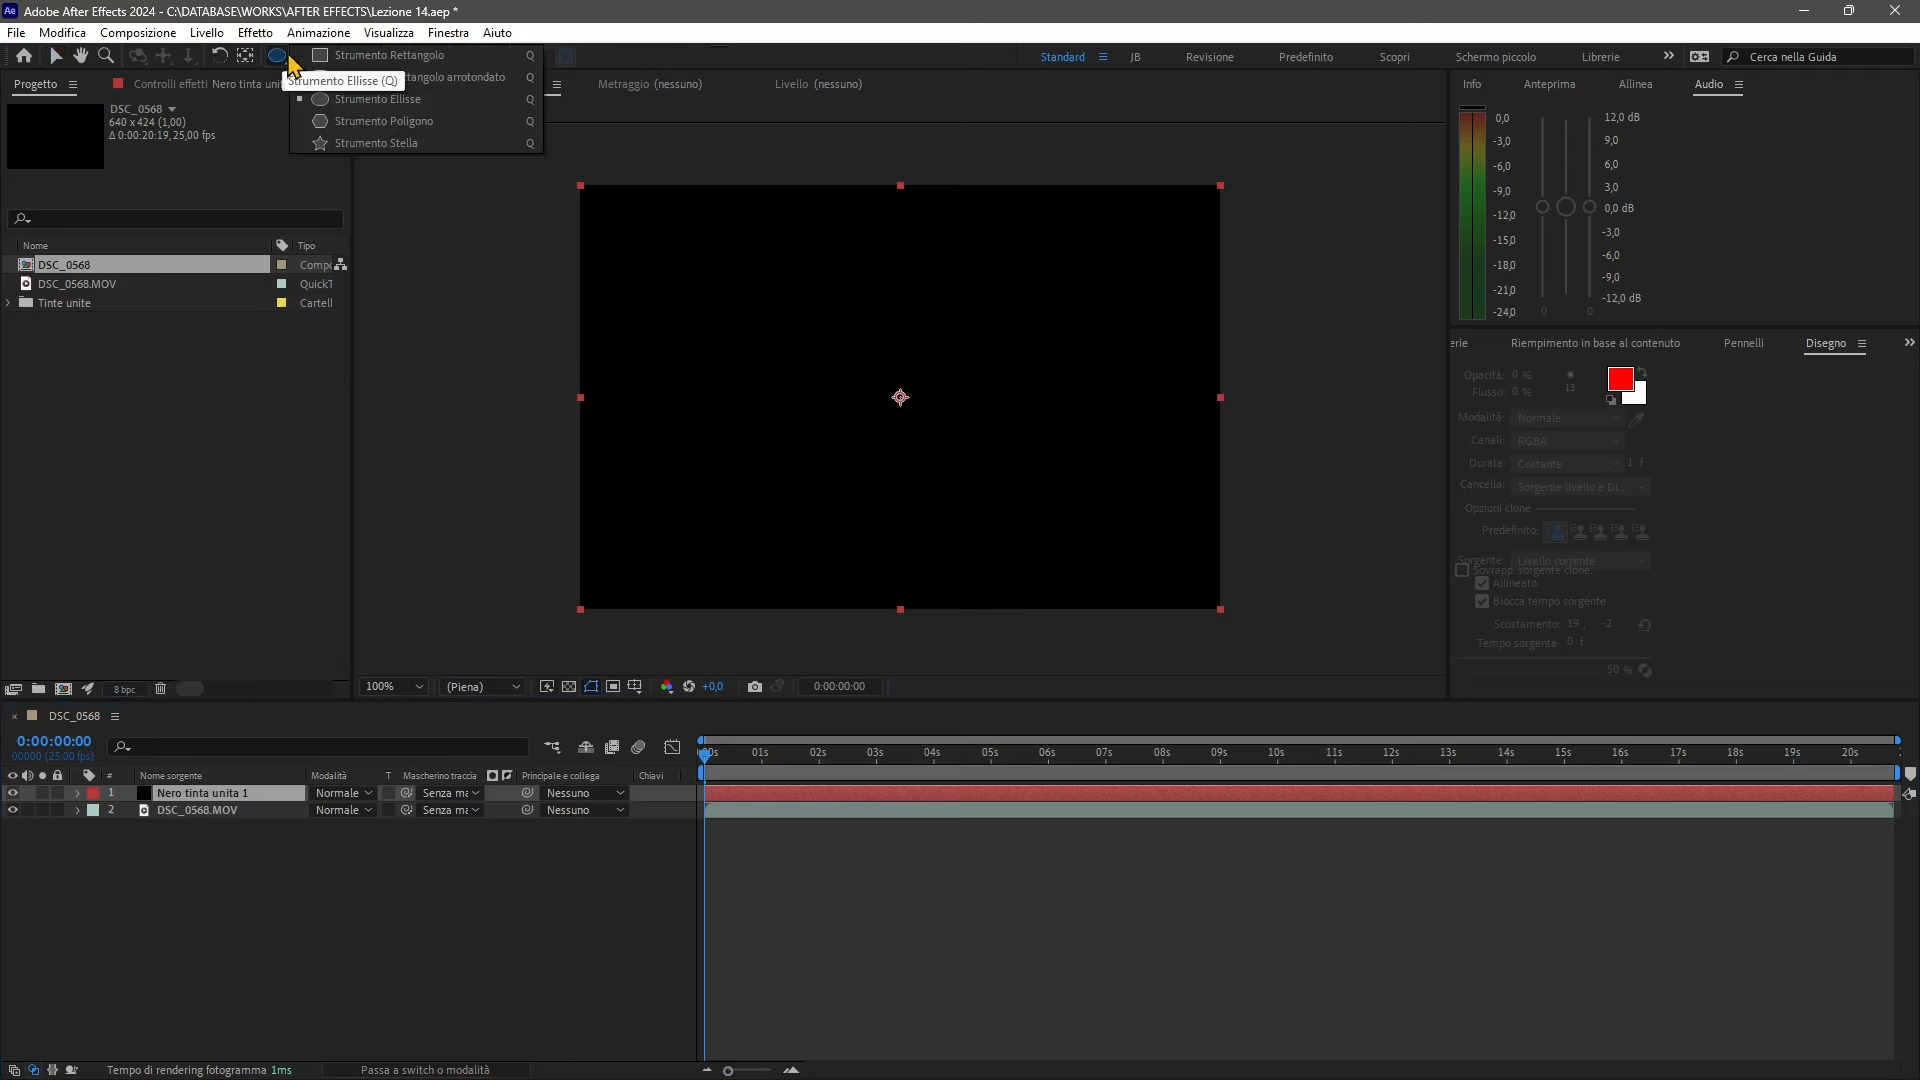 Ae Adobe After Effects 2024 - C:\DATABASE\WORKS\AFTER EFFECTS\Lezione 14.aep *
File Modifica Composizione Livello Effetto Animazione Visualizza Finestra Aiuto
Strumento Rettangolo Q
Standard JB Revisione Predefinito Scopri Schermo piccolo Librerie Cerca nella Guida
tangolo arrotondato Q
Strumento Ellisse (Q)
Strumento Ellisse Q
Strumento Poligono Q
Strumento Stella Q
Progetto
Controlli effetti Nero tinta uni
Metraggio (nessuno)
Livello (nessuno)
DSC_0568
640 x 424 (1,00)
Δ 0:00:20:19, 25,00 fps
Nome Tipo
DSC_0568 Compo
DSC_0568.MOV QuickT
Tinte unite Cartell
8 bpc
100% (Piena) +0,0 0:00:00:00
Info Anteprima Allinea Audio
0,0
-3,0
-6,0
-9,0
-12,0
-15,0
-18,0
-21,0
-24,0
12,0 dB
9,0
6,0
3,0
0,0 dB
-3,0
-6,0
-9,0
-12,0 dB
0 0
erie Riempimento in base al contenuto Pennelli Disegno
Opacità: 0 %
Flusso: 0 %
13
Modalità: Normale
Canali: RGBA
Durata: Costante 1 f
Cancella: Sorgente livello e Di...
Opzioni clone
Predefinito:
Sorgente: Livello corrente
Sovrapp. sorgente clone:
Allineato
Blocca tempo sorgente
Scostamento: 19 , -2
Tempo sorgente: 0 f
50 %
DSC_0568
0:00:00:00
00000 (25.00 fps)
00s 01s 02s 03s 04s 05s 06s 07s 08s 09s 10s 11s 12s 13s 14s 15s 16s 17s 18s 19s 20s
# Nome sorgente Modalità T Mascherino traccia Principale e collega Chiavi
1 Nero tinta unita 1 Normale Senza ma Nessuno
2 DSC_0568.MOV Normale Senza ma Nessuno
Tempo di rendering fotogramma 1ms
Passa a switch o modalità